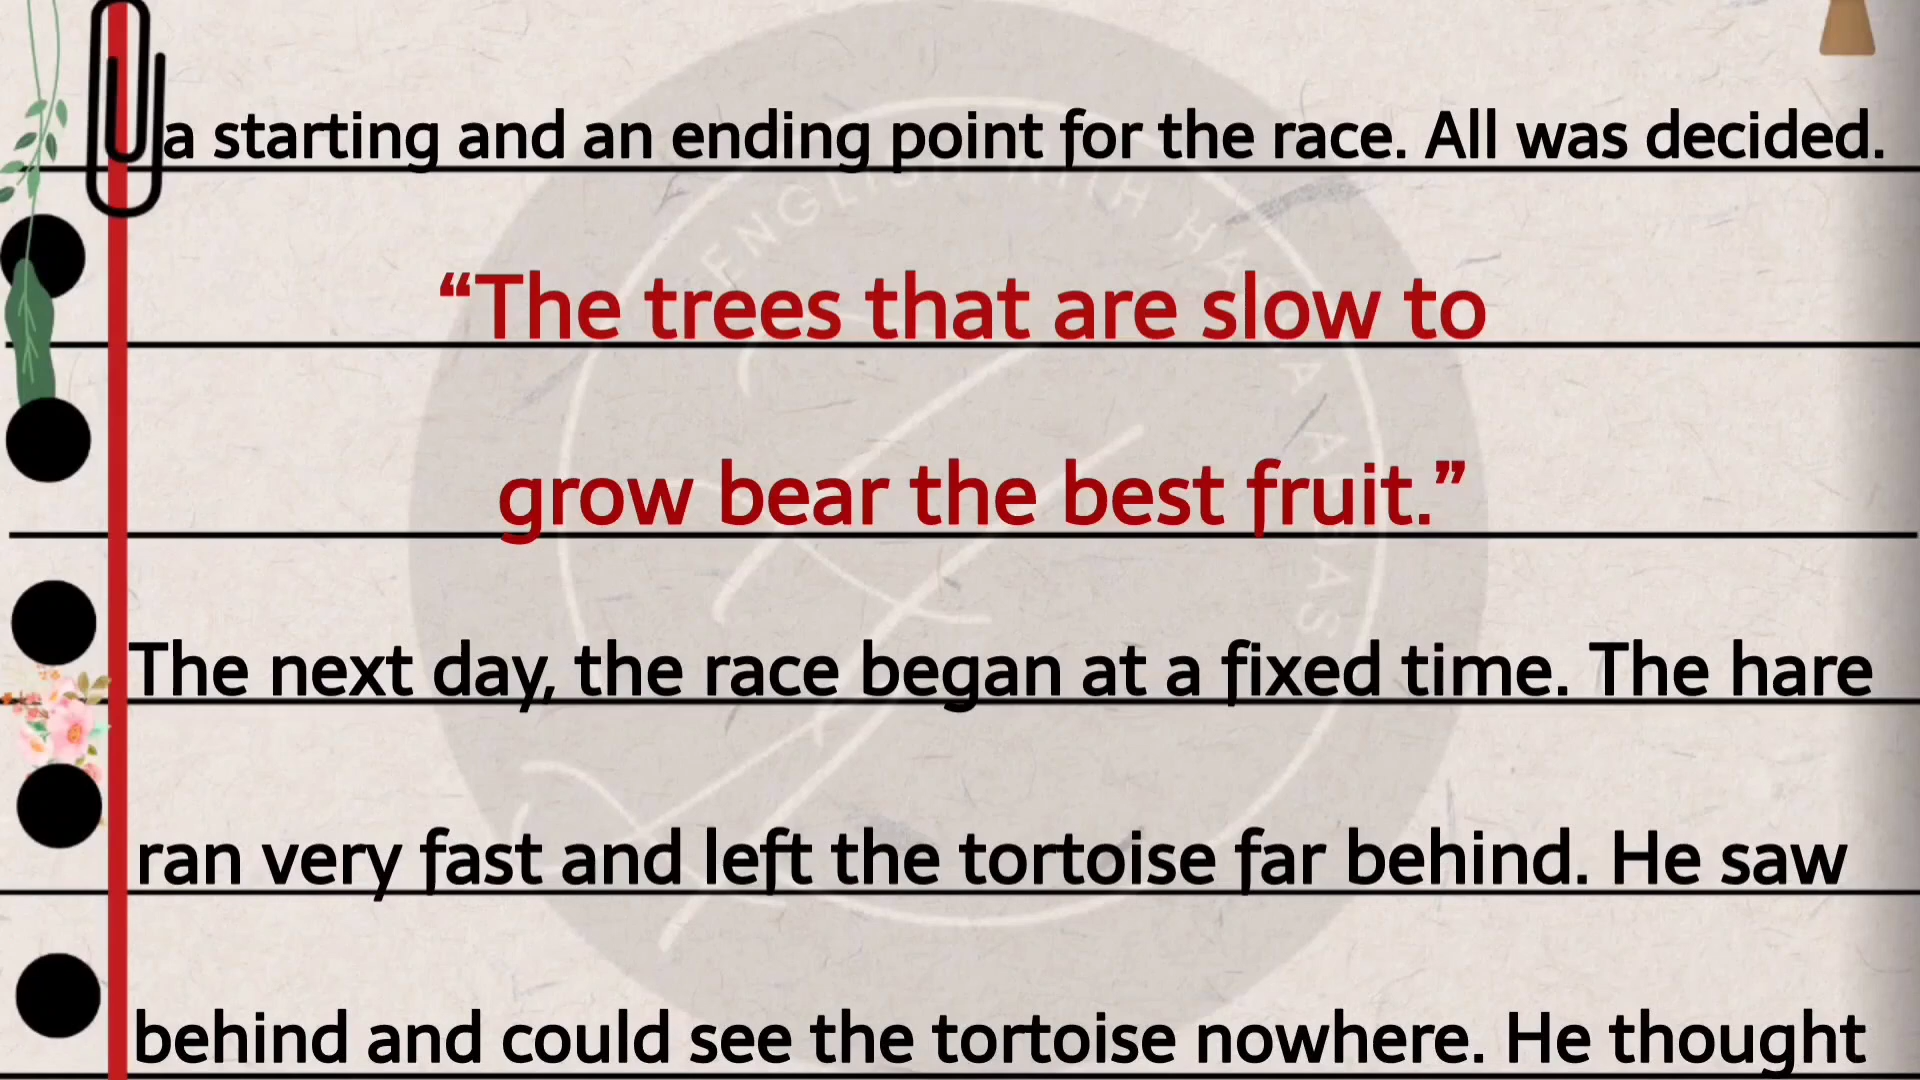 a starting and an ending point for the race. All was decided.
“The trees that are slow to
grow bear the best fruit.”
The next day, the race began at a fixed time. The hare
ran very fast and left the tortoise far behind. He saw
behind and could see the tortoise nowhere. He thought
ENGLISH WITH